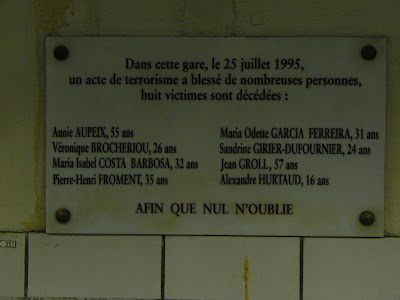 Dans cette gare, le 25 juillet 1995,
un acte de terrorisme a blessé de nombreuses personnes,
huit victimes sont décédées :
Annie AUPEIX, 55 ans
Véronique BROCHERIOU, 26 ans
Maria Isabel COSTA BARBOSA, 32 ans
Pierre-Henri FROMENT, 35 ans
Maria Odette GARCIA FERREIRA, 31 ans
Sandrine GIRIER-DUFOURNIER, 24 ans
Jean GROLL, 57 ans
Alexandre HURTAUD, 16 ans
AFIN QUE NUL N'OUBLIE